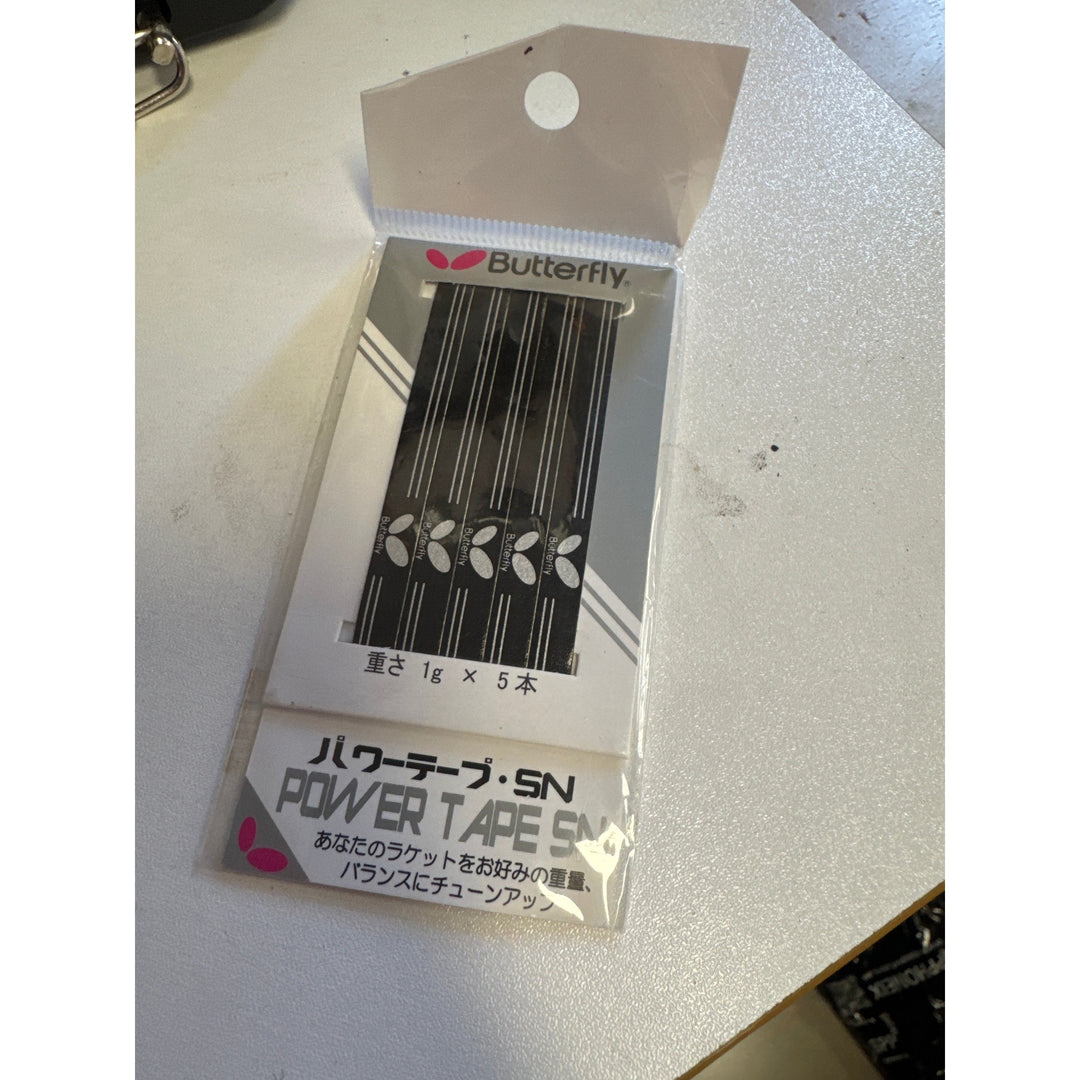 Butterfly®
Butterfly
Butterfly
Butterfly
Butterfly
Butterfly
重さ 1g × 5本
パワーテープ・SN
POWER TAPE SN
あなたのラケットをお好みの重量、
バランスにチューンアップ